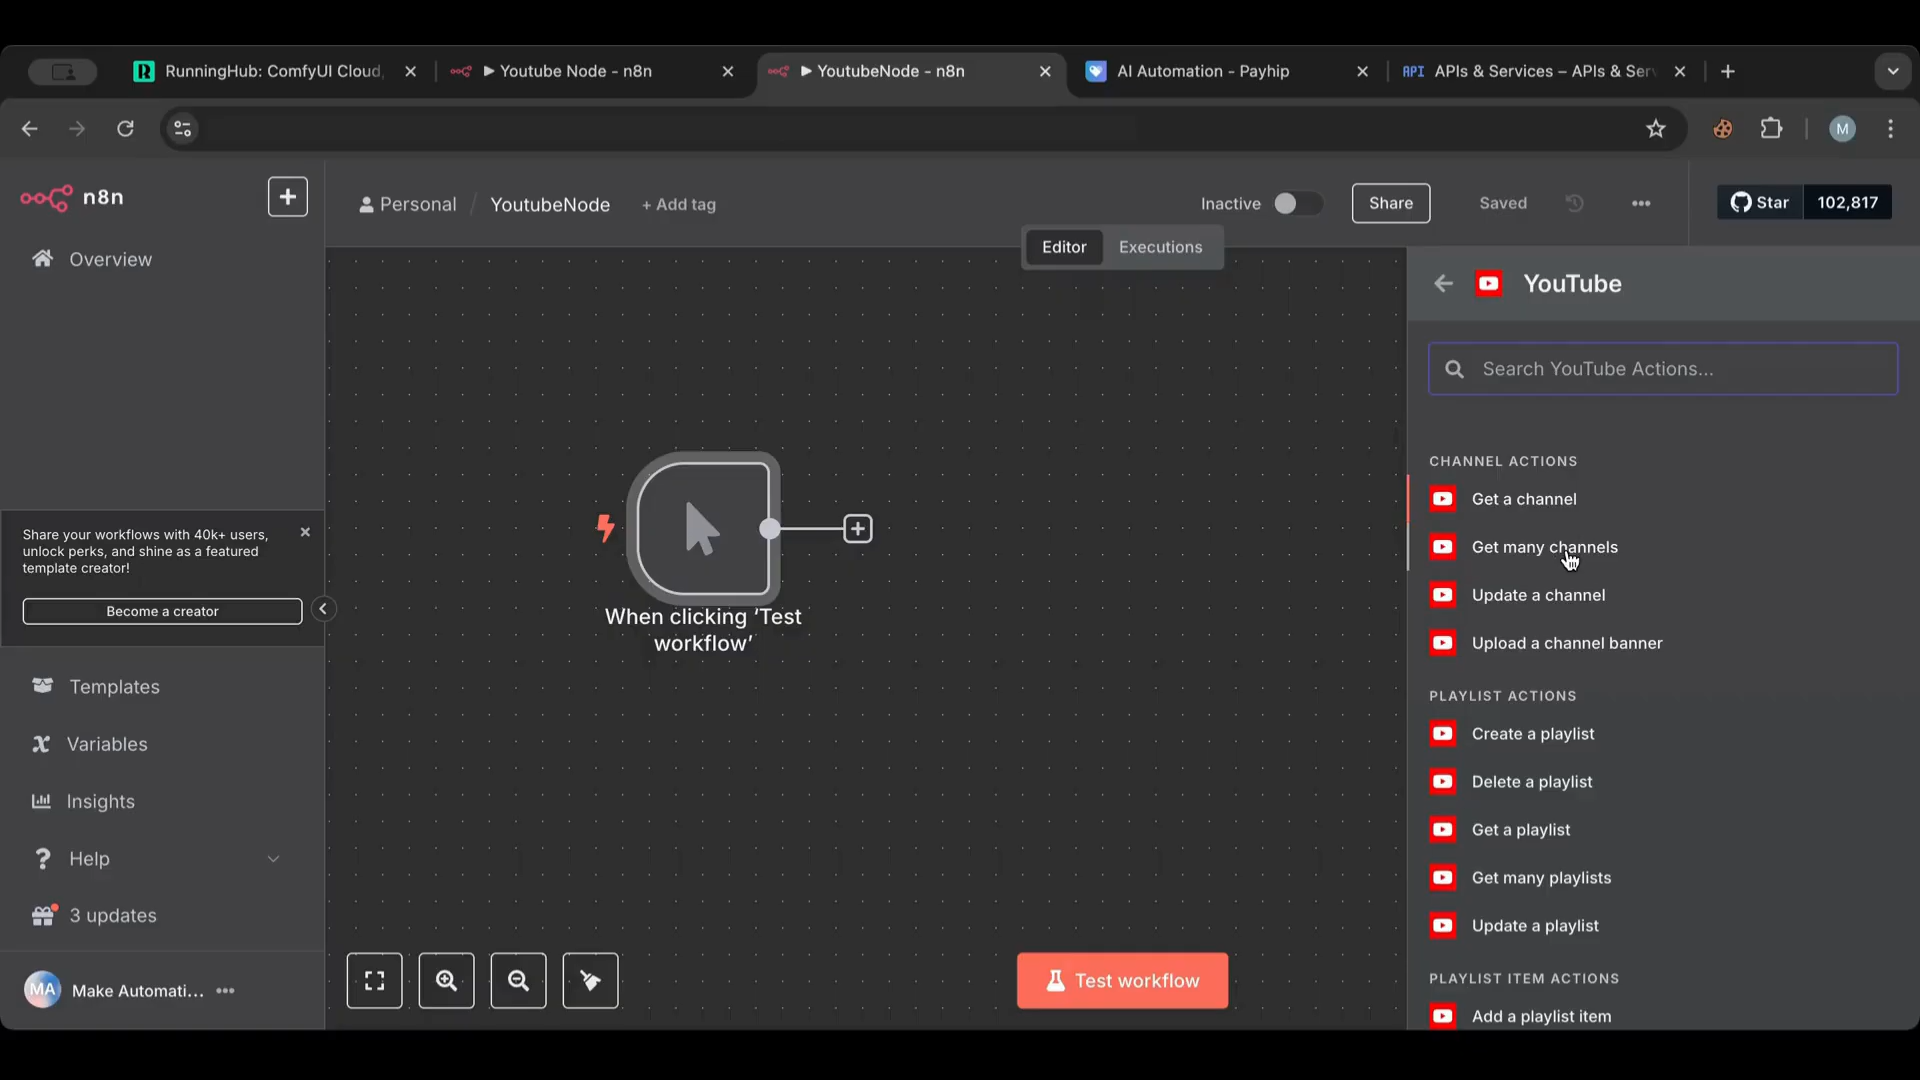 RunningHub: ComfyUI Cloud,
▶ Youtube Node - n8n
▶ YoutubeNode - n8n
AI Automation - Payhip
API
APIs & Services – APIs & Serv
M
n8n
Personal / YoutubeNode
+ Add tag
Inactive
Share
Saved
Star
102,817
Editor
Executions
Overview
YouTube
Search YouTube Actions...
CHANNEL ACTIONS
Get a channel
Get many channels
Update a channel
Upload a channel banner
PLAYLIST ACTIONS
Create a playlist
Delete a playlist
Get a playlist
Get many playlists
Update a playlist
PLAYLIST ITEM ACTIONS
Add a playlist item
When clicking ‘Test
workflow’
Share your workflows with 40k+ users,
unlock perks, and shine as a featured
template creator!
Become a creator
Templates
Variables
Insights
Help
3 updates
MA
Make Automati...
Test workflow